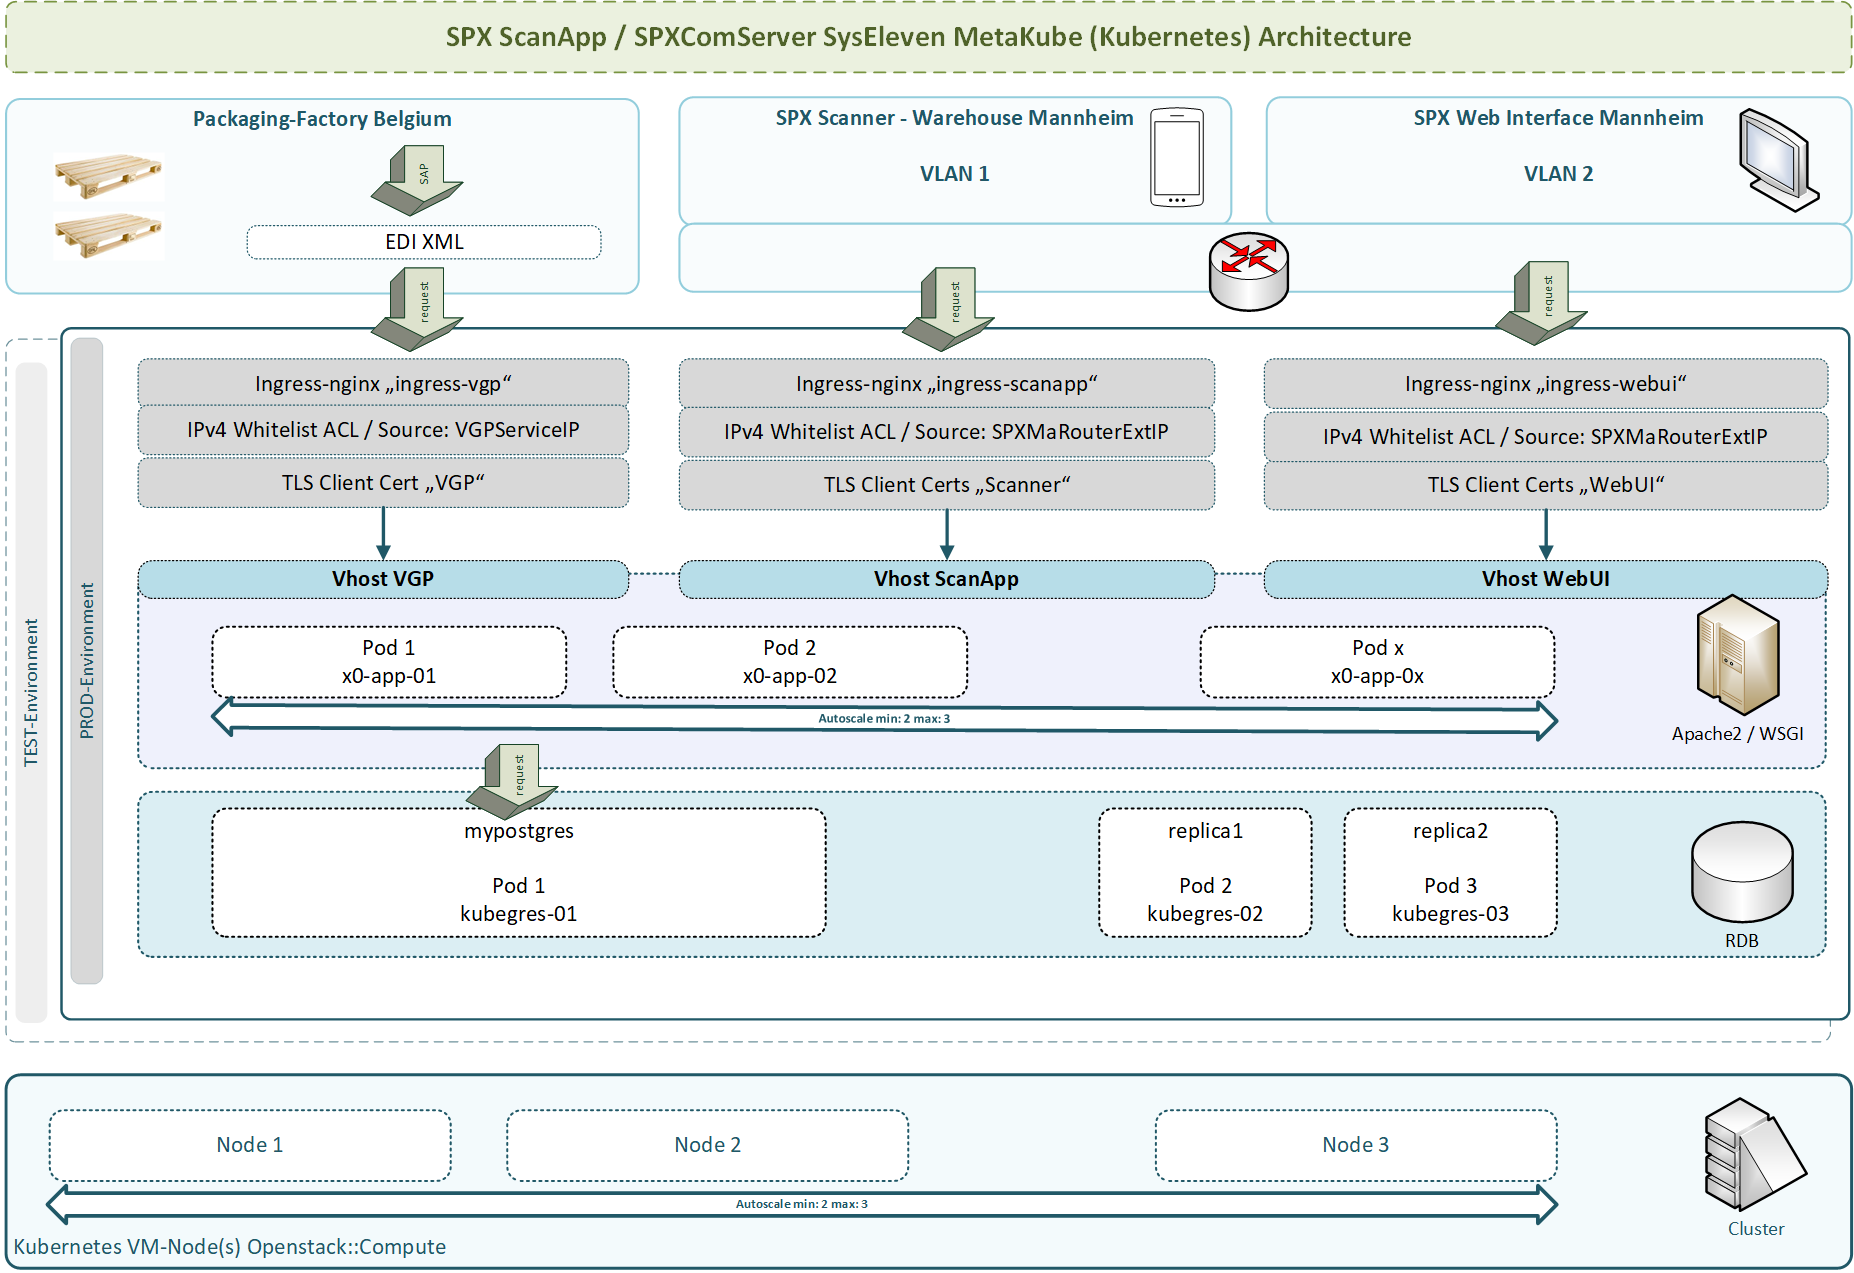 SPX ScanApp / SPXComServer SysEleven MetaKube (Kubernetes) Architecture
Packaging-Factory Belgium
SAP
EDI XML
request
SPX Scanner - Warehouse Mannheim
VLAN 1
request
SPX Web Interface Mannheim
VLAN 2
request
TEST-Environment
PROD-Environment
Ingress-nginx „ingress-vgp“
IPv4 Whitelist ACL / Source: VGPServiceIP
TLS Client Cert „VGP“
Ingress-nginx „ingress-scanapp“
IPv4 Whitelist ACL / Source: SPXMaRouterExtIP
TLS Client Certs „Scanner“
Ingress-nginx „ingress-webui“
IPv4 Whitelist ACL / Source: SPXMaRouterExtIP
TLS Client Certs „WebUI“
Vhost VGP
Vhost ScanApp
Vhost WebUI
Pod 1
x0-app-01
Pod 2
x0-app-02
Pod x
x0-app-0x
Autoscale min: 2 max: 3
Apache2 / WSGI
request
mypostgres
Pod 1
kubegres-01
replica1
Pod 2
kubegres-02
replica2
Pod 3
kubegres-03
RDB
Node 1
Node 2
Node 3
Autoscale min: 2 max: 3
Cluster
Kubernetes VM-Node(s) Openstack::Compute